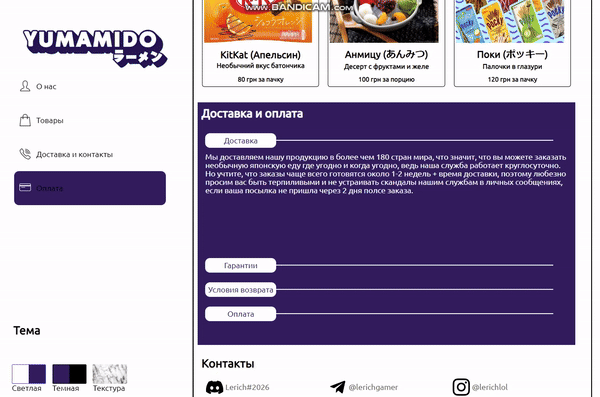 www.BANDICAM.com
YUMAMIDO
ラーメン
О нас
Товары
Доставка и контакты
Оплата
Тема
Светлая
Темная
Текстура
KitKat (Апельсин)
Необычный вкус батончика
80 грн за пачку
Анмицу (あんみつ)
Десерт с фруктами и желе
100 грн за порцию
Поки (ポッキー)
Палочки в глазури
120 грн за пачку
Доставка и оплата
Доставка
Мы доставляем нашу продукцию в более чем 180 стран мира, что значит, что вы можете заказать
необычную японскую еду где угодно и когда угодно, ведь наша служба работает круглосуточно.
Но учтите, что заказы чаще всего готовятся около 1-2 недель + время доставки, поэтому любезно
просим вас быть терпиливыми и не устраивать скандалы нашим службам в личных сообщениях,
если ваша посылка не пришла через 2 дня полсе заказа.
Гарантии
Условия возврата
Оплата
Контакты
Lerich#2026
@lerichgamer
@lerichlol